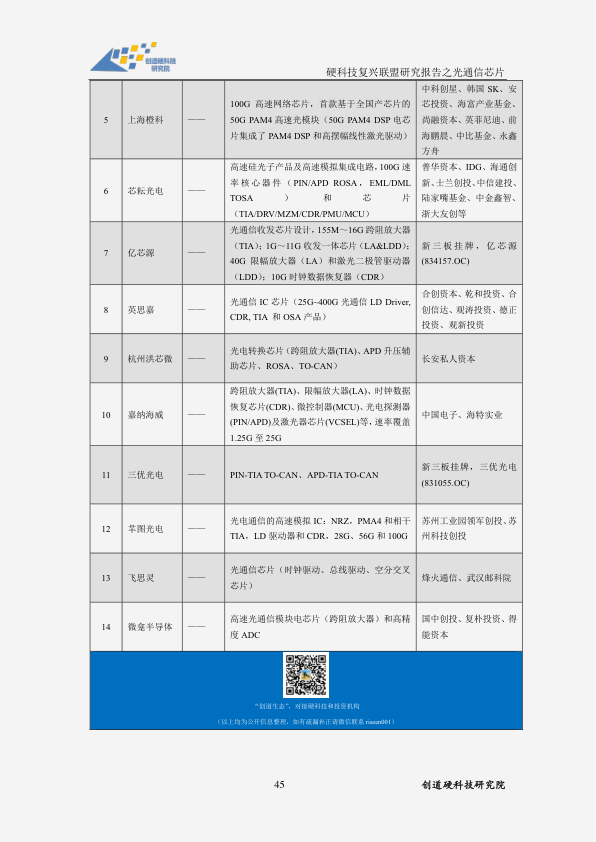 创道硬科技
研究院
硬科技复兴联盟研究报告之光通信芯片
5
上海橙科
——
100G 高速网络芯片，首款基于全国产芯片的
50G PAM4 高速光模块（50G PAM4 DSP 电芯
片集成了 PAM4 DSP 和高摆幅线性激光驱动）
中科创星、韩国 SK、安
芯投资、海富产业基金、
尚融资本、英菲尼迪、前
海鹏晨、中比基金、永鑫
方舟
6
芯耘光电
——
高速硅光子产品及高速模拟集成电路，100G 速
率核心器件（PIN/APD ROSA，EML/DML
TOSA ） 和 芯 片
（TIA/DRV/MZM/CDR/PMU/MCU）
普华资本、IDG、海通创
新、士兰创投、中信建投、
陆家嘴基金、中金鑫智、
浙大友创等
7
亿芯源
——
光通信收发芯片设计，155M～16G 跨阻放大器
（TIA）；1G～11G 收发一体芯片（LA&LDD）；
40G 限幅放大器（LA）和激光二极管驱动器
（LDD）；10G 时钟数据恢复器（CDR）
新三板挂牌，亿芯源
(834157.OC)
8
英思嘉
——
光通信 IC 芯片（25G~400G 光通信 LD Driver,
CDR, TIA 和 OSA 产品）
合创资本、乾和投资、合
创信达、观涛投资、德正
投资、观新投资
9
杭州洪芯微
——
光电转换芯片（跨阻放大器(TIA)、APD 升压辅
助芯片、ROSA、TO-CAN）
长安私人资本
10
嘉纳海威
——
跨阻放大器(TIA)、限幅放大器(LA)、时钟数据
恢复芯片(CDR)、微控制器(MCU)、光电探测器
(PIN/APD)及激光器芯片(VCSEL)等，速率覆盖
1.25G 至 25G
中国电子、海特实业
11
三优光电
——
PIN-TIA TO-CAN、APD-TIA TO-CAN
新三板挂牌，三优光电
(831055.OC)
12
芈图光电
——
光电通信的高速模拟 IC：NRZ，PMA4 和相干
TIA，LD 驱动器和 CDR，28G、56G 和 100G
苏州工业园领军创投、苏
州科技创投
13
飞思灵
——
光通信芯片（时钟驱动、总线驱动、空分交叉
芯片）
烽火通信、武汉邮科院
14
微龛半导体
——
高速光通信模块电芯片（跨阻放大器）和高精
度 ADC
国中创投、复朴投资、得
能资本
“创道生态”，对接硬科技和投资机构
（以上均为公开信息整理，如有疏漏补正请微信联系 riseen001）
45
创道硬科技研究院